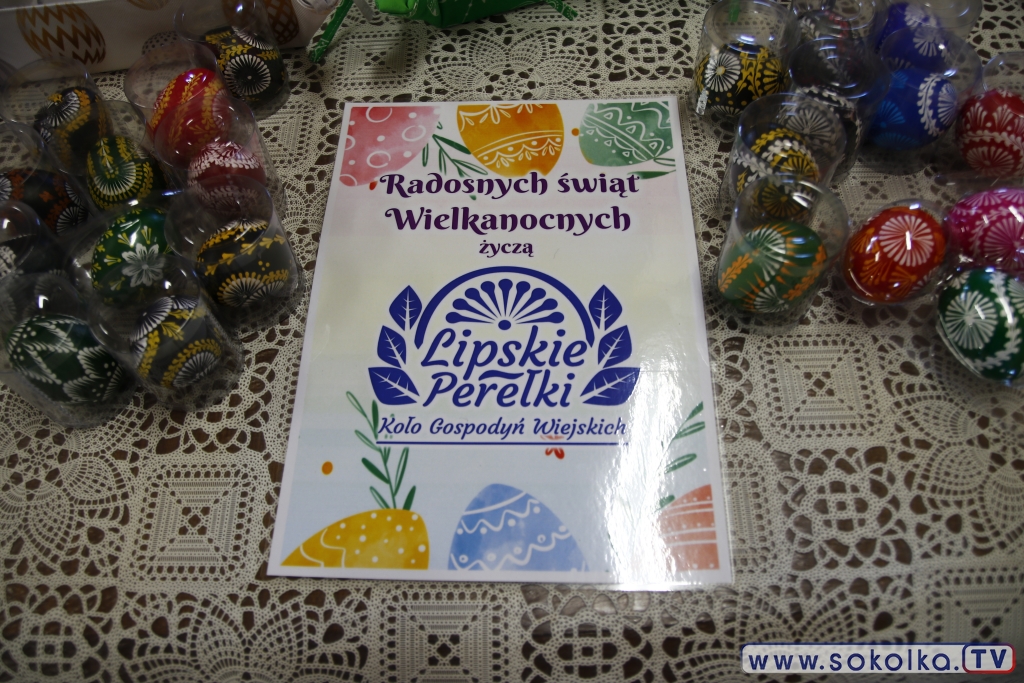 Radosnych świąt
Wielkanocnych
życzą
Lipskie
Perełki
Koło Gospodyń Wiejskich
www.sokolka.TV